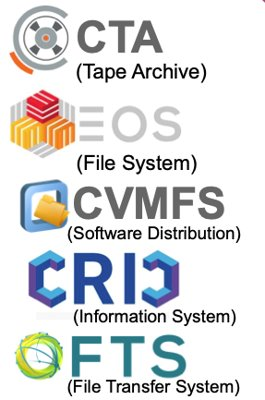 CTA
(Tape Archive)
EOS
(File System)
CVMFS
(Software Distribution)
CRIC
(Information System)
FTS
(File Transfer System)